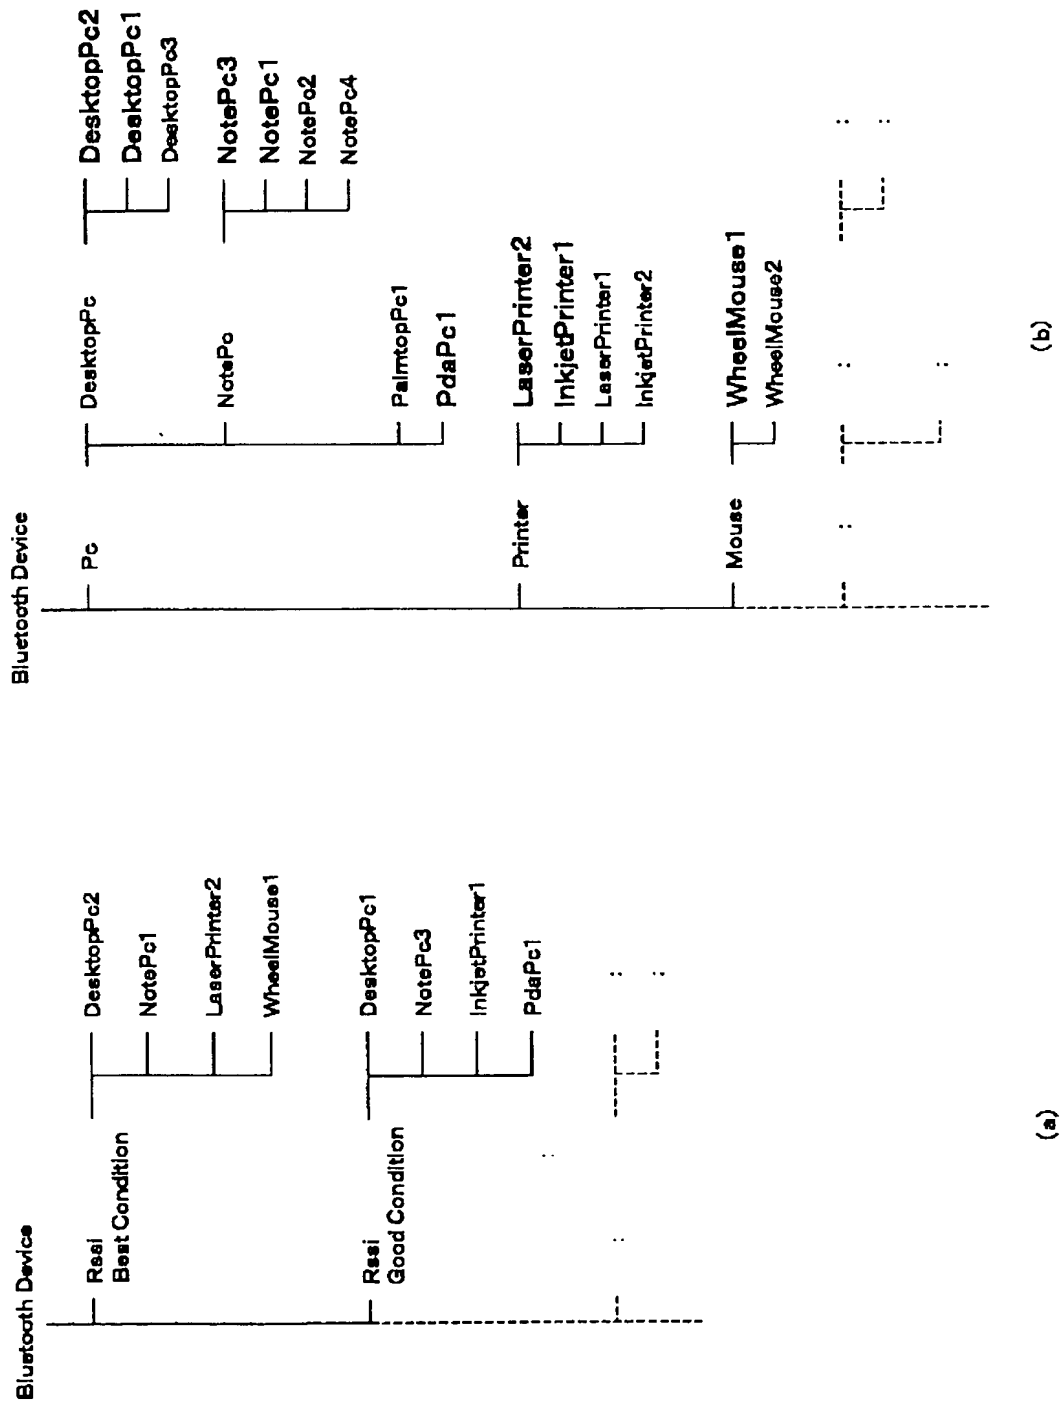 Bluetooth Device
Rssi
Best Condition
DesktopPc2
NotePc1
LaserPrinter2
WheelMouse1
Rssi
Good Condition
DesktopPc1
NotePc3
InkjetPrinter1
PdaPc1
(a)
Bluetooth Device
Pc
DesktopPc
DesktopPc2
DesktopPc1
DesktopPc3
NotePc
NotePc3
NotePc1
NotePc2
NotePc4
PalmtopPc1
PdaPc1
Printer
LaserPrinter2
InkjetPrinter1
LaserPrinter1
InkjetPrinter2
Mouse
WheelMouse1
WheelMouse2
(b)